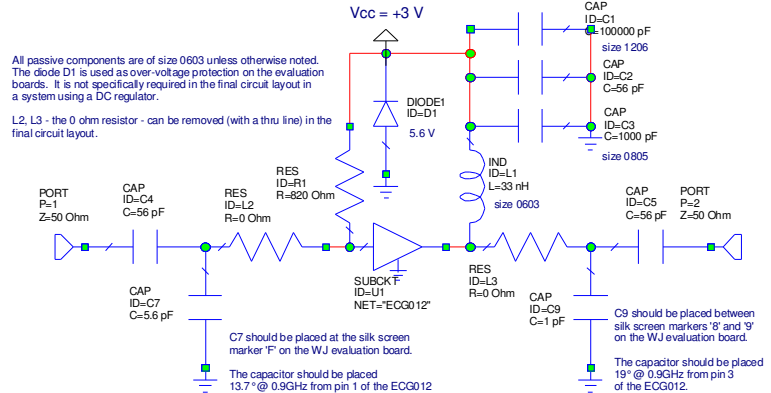 Vcc = +3 V
All passive components are of size 0603 unless otherwise noted.
The diode D1 is used as over-voltage protection on the evaluation
boards. It is not specifically required in the final circuit layout in
a system using a DC regulator.
L2, L3 - the 0 ohm resistor - can be removed (with a thru line) in the
final circuit layout.
CAP
ID=C1
C=100000 pF
size 1206
CAP
ID=C2
C=56 pF
CAP
ID=C3
C=1000 pF
size 0805
DIODE1
ID=D1
5.6 V
IND
ID=L1
L=33 nH
size 0603
RES
ID=R1
R=820 Ohm
PORT
P=1
Z=50 Ohm
CAP
ID=C4
C=56 pF
RES
ID=L2
R=0 Ohm
CAP
ID=C5
C=56 pF
PORT
P=2
Z=50 Ohm
SUBCKT
ID=U1
NET="ECG012"
RES
ID=L3
R=0 Ohm
CAP
ID=C7
C=5.6 pF
CAP
ID=C9
C=1 pF
C7 should be placed at the silk screen
marker 'F' on the WJ evaluation board.
The capacitor should be placed
13.7° @ 0.9GHz from pin 1 of the ECG012
C9 should be placed between
silk screen markers '8' and '9'
on the WJ evaluation board.
The capacitor should be placed
19° @ 0.9GHz from pin 3
of the ECG012.